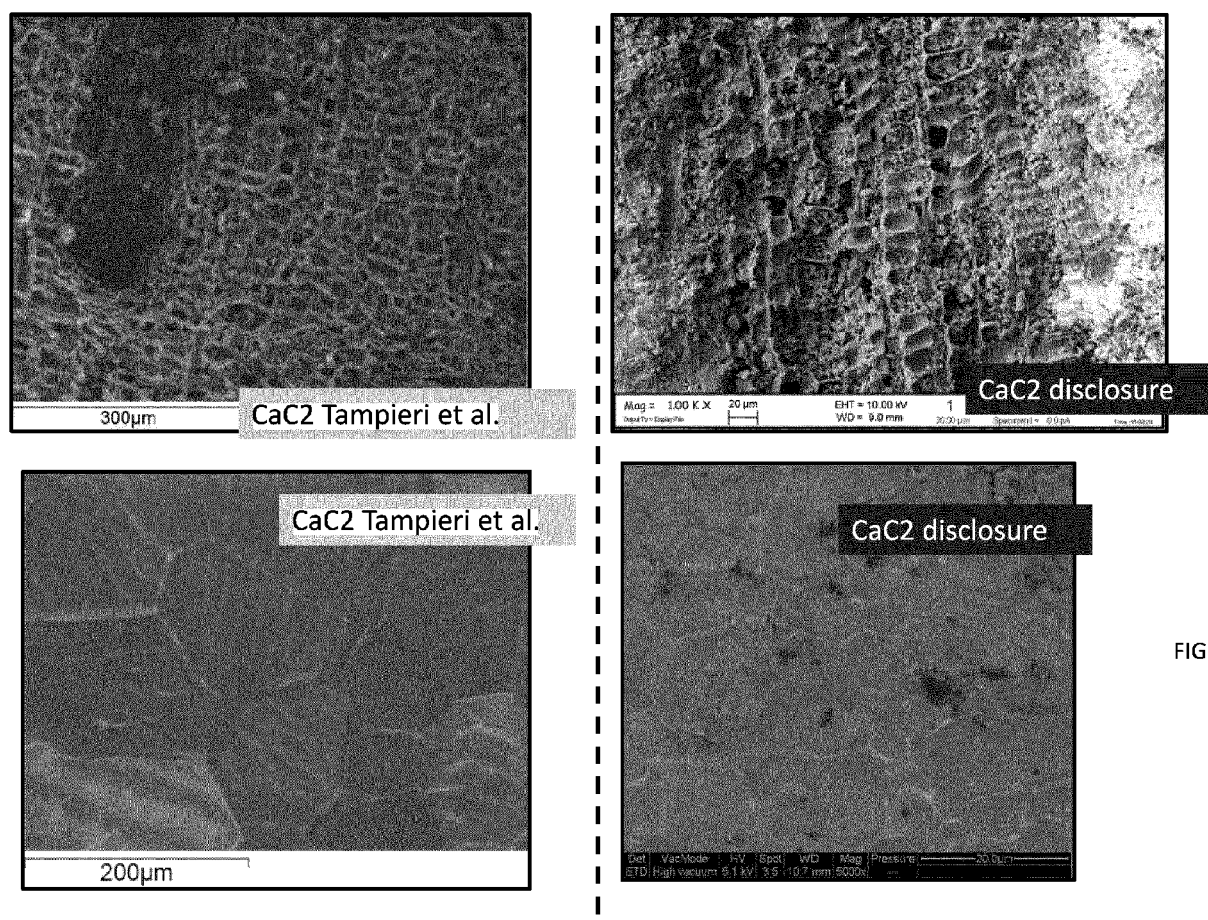 300µm
CaC2 Tampieri et al.
Mag = 1.00 K X
20 µm
EHT = 10.00 kV
WD = 9.0 mm
1
CaC2 disclosure
CaC2 Tampieri et al.
200µm
CaC2 disclosure
Det VacMode HV Spot WD Mag Pressure 20.0µm
ETD High vacuum 5.1 kV 3.5 10.7 mm 5000x
FIG